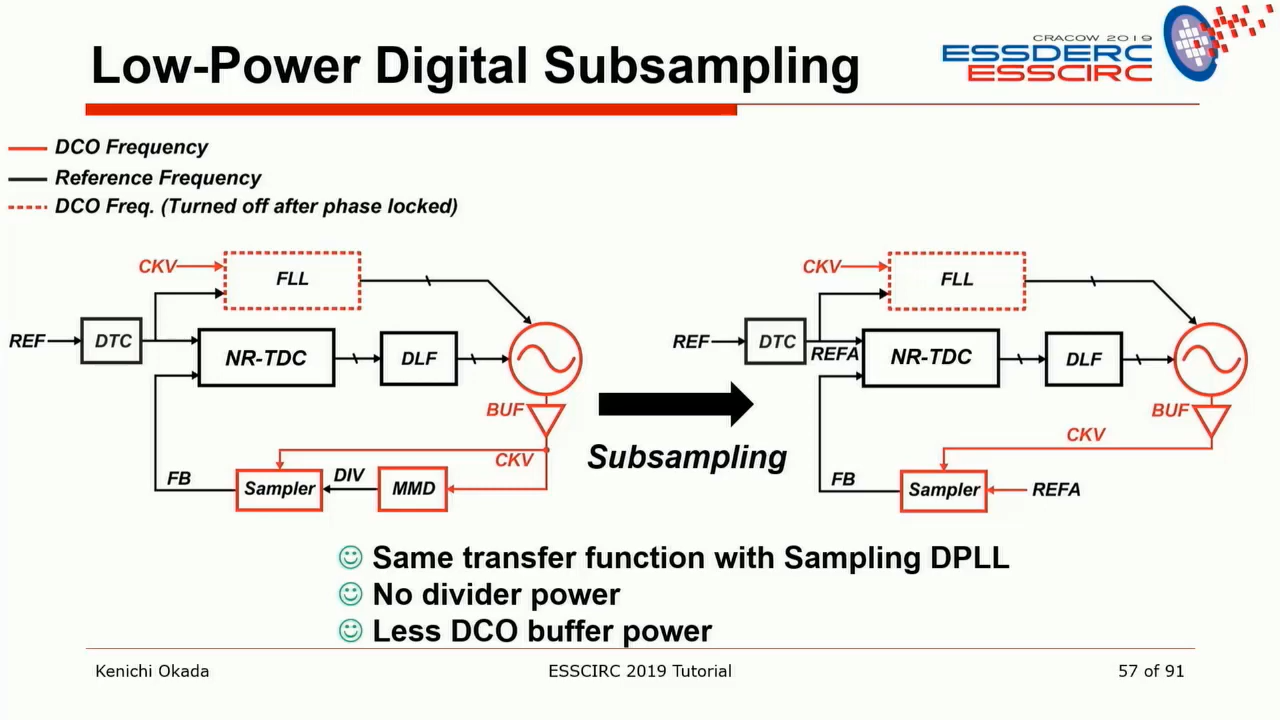 Low-Power Digital Subsampling
CRACOW 2019
ESSDERC
ESSCIRC
DCO Frequency
Reference Frequency
DCO Freq. (Turned off after phase locked)
CKV
FLL
REF
DTC
NR-TDC
DLF
BUF
CKV
FB
Sampler
DIV
MMD
Subsampling
CKV
FLL
REF
DTC
REFA
NR-TDC
DLF
BUF
CKV
FB
Sampler
REFA
Same transfer function with Sampling DPLL
No divider power
Less DCO buffer power
Kenichi Okada
ESSCIRC 2019 Tutorial
57 of 91